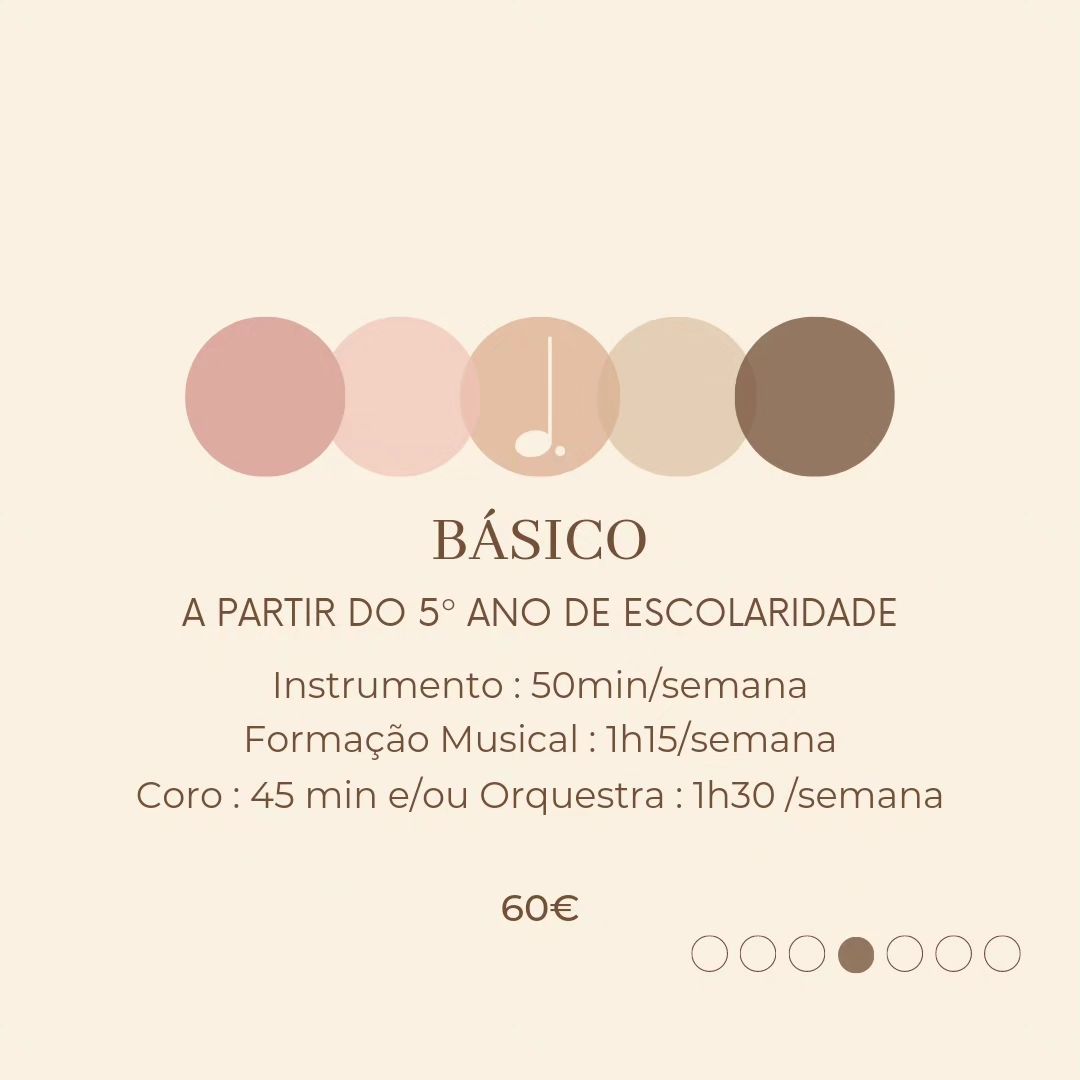 BÁSICO
A PARTIR DO 5° ANO DE ESCOLARIDADE
Instrumento : 50min/semana
Formação Musical : 1h15/semana
Coro : 45 min e/ou Orquestra : 1h30 /semana
60€